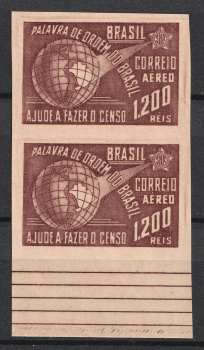 PALAVRA DE ORDEM DO BRASIL
BRASIL
CORREIO
AÉREO
1.200
REIS
AJUDE A FAZER O CENSO
PALAVRA DE ORDEM DO BRASIL
BRASIL
CORREIO
AÉREO
1.200
REIS
AJUDE A FAZER O CENSO